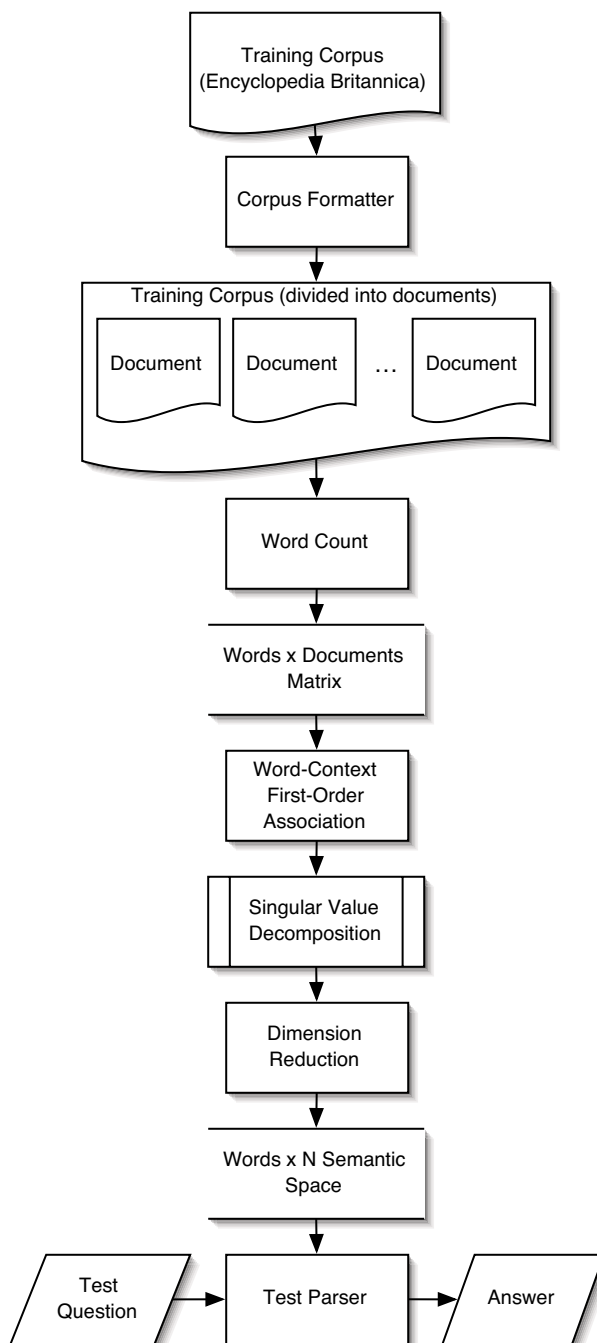 Training Corpus
(Encyclopedia Britannica)
Corpus Formatter
Training Corpus (divided into documents)
Document
Document
...
Document
Word Count
Words x Documents
Matrix
Word-Context
First-Order
Association
Singular Value
Decomposition
Dimension
Reduction
Words x N Semantic
Space
Test
Question
Test Parser
Answer